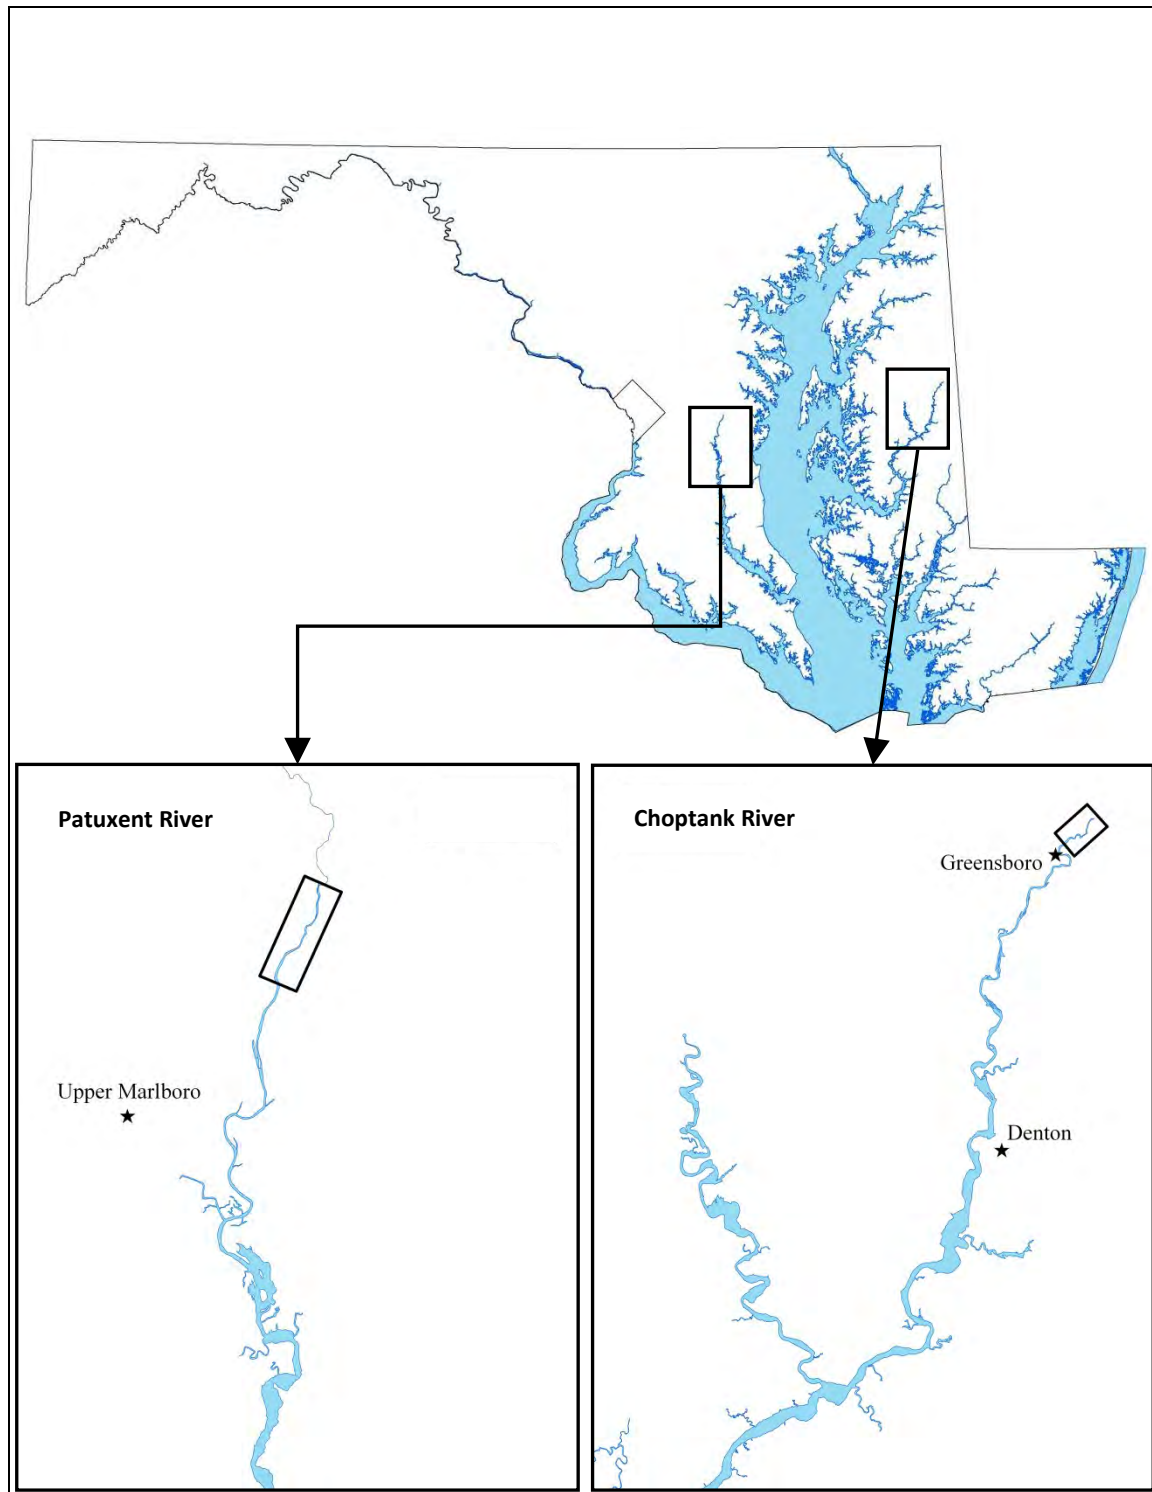 Patuxent River
Upper Marlboro
Choptank River
Greensboro
Denton